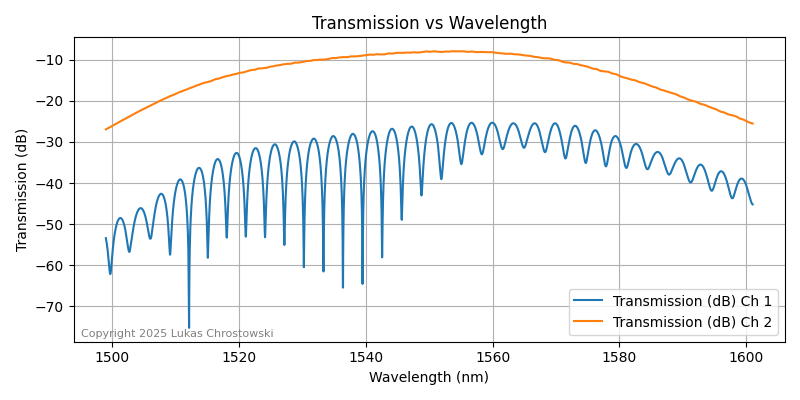 Transmission vs Wavelength
Transmission (dB)
−10
−20
−30
−40
−50
−60
−70
Transmission (dB) Ch 1
Transmission (dB) Ch 2
Copyright 2025 Lukas Chrostowski
1500 1520 1540 1560 1580 1600
Wavelength (nm)